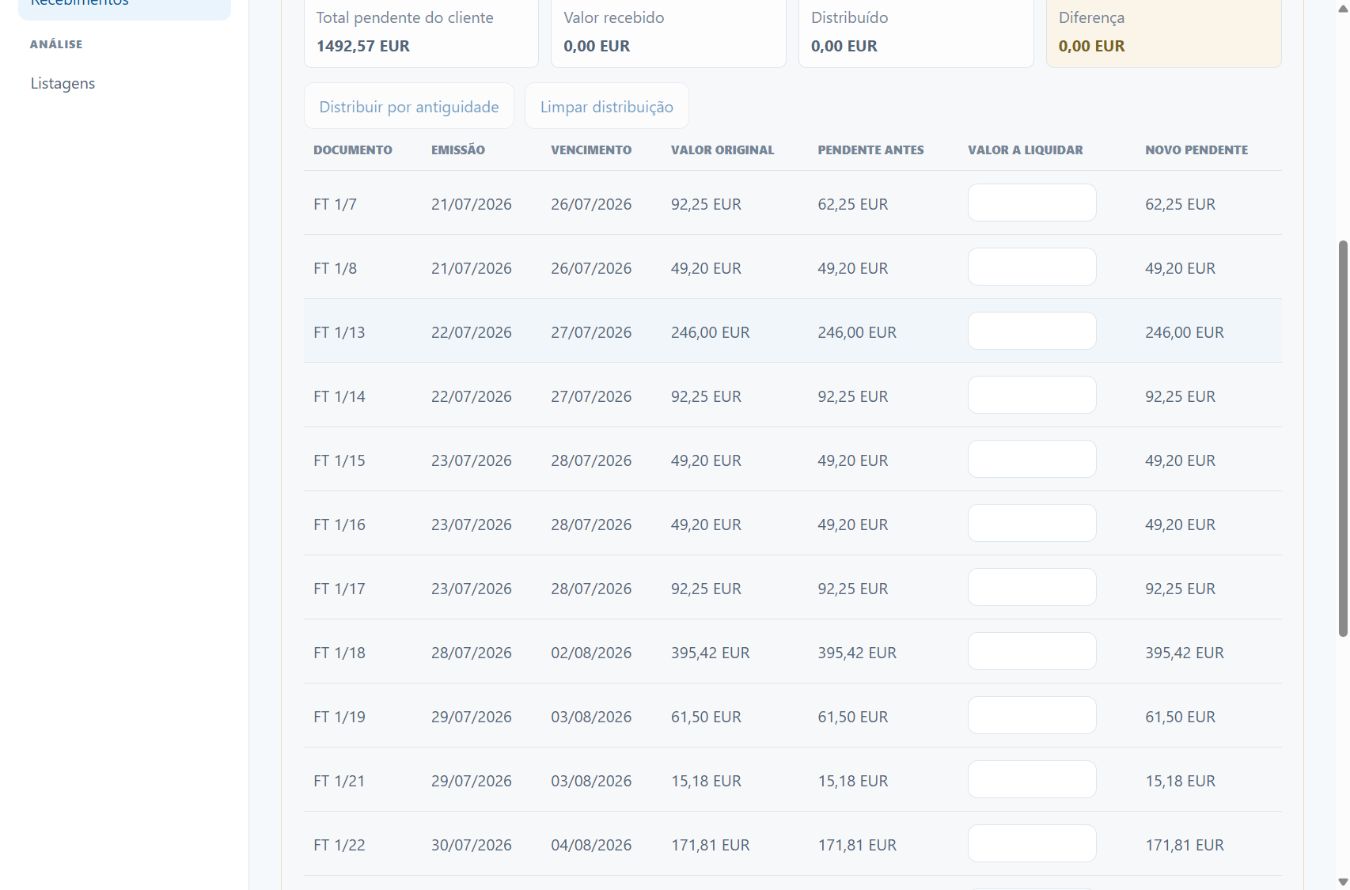 Recebimentos
ANÁLISE
Listagens
Total pendente do cliente
1492,57 EUR
Valor recebido
0,00 EUR
Distribuído
0,00 EUR
Diferença
0,00 EUR
Distribuir por antiguidade Limpar distribuição
DOCUMENTO EMISSÃO VENCIMENTO VALOR ORIGINAL PENDENTE ANTES VALOR A LIQUIDAR NOVO PENDENTE
FT 1/7 21/07/2026 26/07/2026 92,25 EUR 62,25 EUR 62,25 EUR
FT 1/8 21/07/2026 26/07/2026 49,20 EUR 49,20 EUR 49,20 EUR
FT 1/13 22/07/2026 27/07/2026 246,00 EUR 246,00 EUR 246,00 EUR
FT 1/14 22/07/2026 27/07/2026 92,25 EUR 92,25 EUR 92,25 EUR
FT 1/15 23/07/2026 28/07/2026 49,20 EUR 49,20 EUR 49,20 EUR
FT 1/16 23/07/2026 28/07/2026 49,20 EUR 49,20 EUR 49,20 EUR
FT 1/17 23/07/2026 28/07/2026 92,25 EUR 92,25 EUR 92,25 EUR
FT 1/18 28/07/2026 02/08/2026 395,42 EUR 395,42 EUR 395,42 EUR
FT 1/19 29/07/2026 03/08/2026 61,50 EUR 61,50 EUR 61,50 EUR
FT 1/21 29/07/2026 03/08/2026 15,18 EUR 15,18 EUR 15,18 EUR
FT 1/22 30/07/2026 04/08/2026 171,81 EUR 171,81 EUR 171,81 EUR